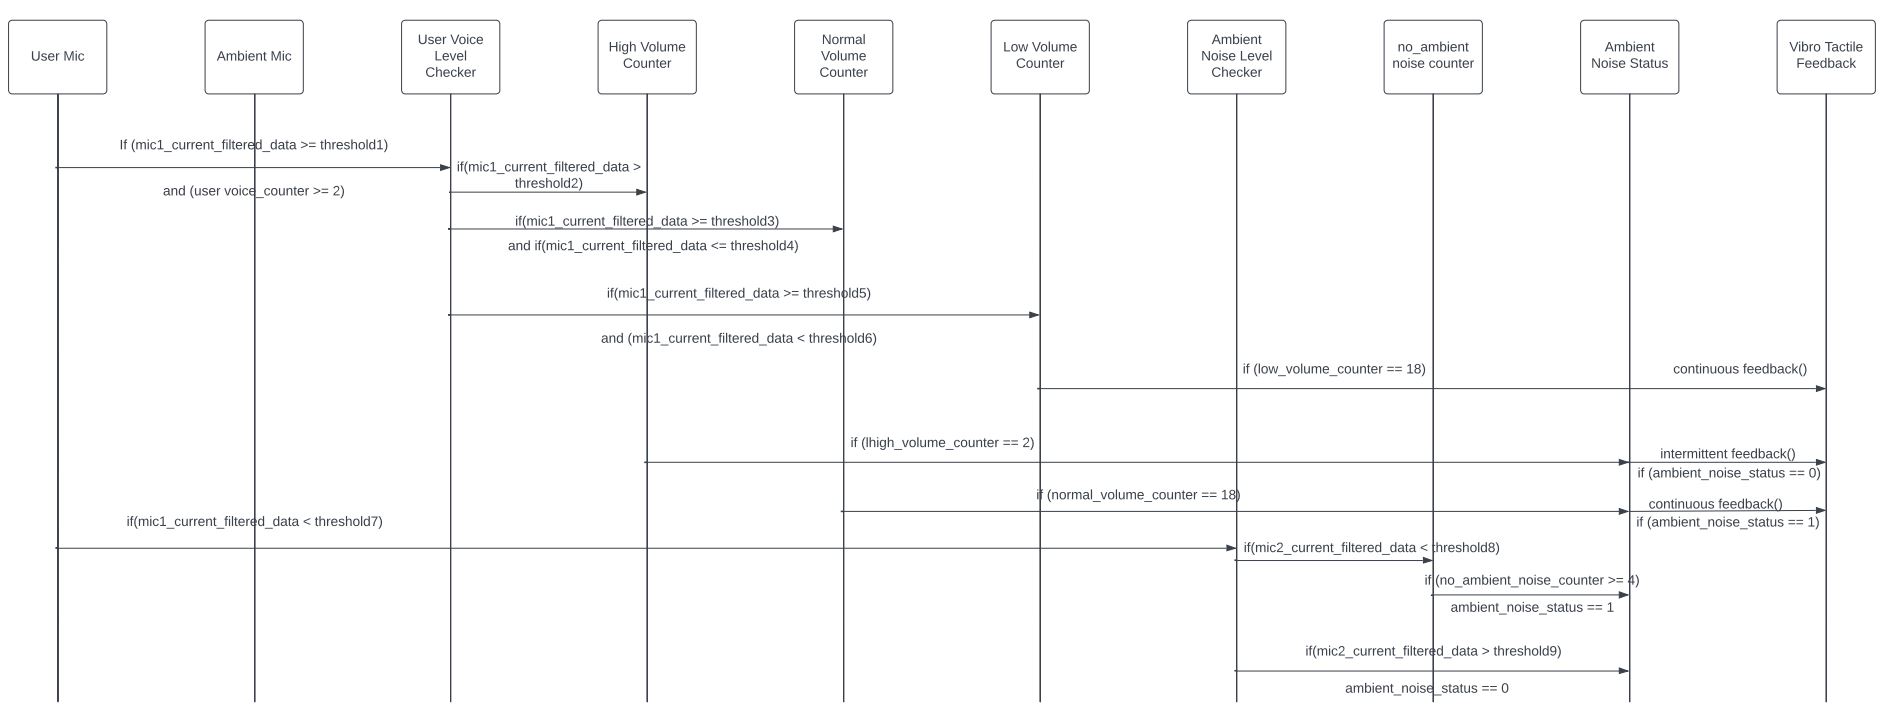 User Mic
Ambient Mic
User Voice
Level
Checker
High Volume
Counter
Normal
Volume
Counter
Low Volume
Counter
Ambient
Noise Level
Checker
no_ambient
noise counter
Ambient
Noise Status
Vibro Tactile
Feedback
If (mic1_current_filtered_data >= threshold1)
and (user voice_counter >= 2)
if(mic1_current_filtered_data >
threshold2)
if(mic1_current_filtered_data >= threshold3)
and if(mic1_current_filtered_data <= threshold4)
if(mic1_current_filtered_data >= threshold5)
and (mic1_current_filtered_data < threshold6)
if (low_volume_counter == 18)
continuous feedback()
if (lhigh_volume_counter == 2)
intermittent feedback()
if (ambient_noise_status == 0)
if (normal_volume_counter == 18)
continuous feedback()
if (ambient_noise_status == 1)
if(mic1_current_filtered_data < threshold7)
if(mic2_current_filtered_data < threshold8)
if (no_ambient_noise_counter >= 4)
ambient_noise_status == 1
if(mic2_current_filtered_data > threshold9)
ambient_noise_status == 0